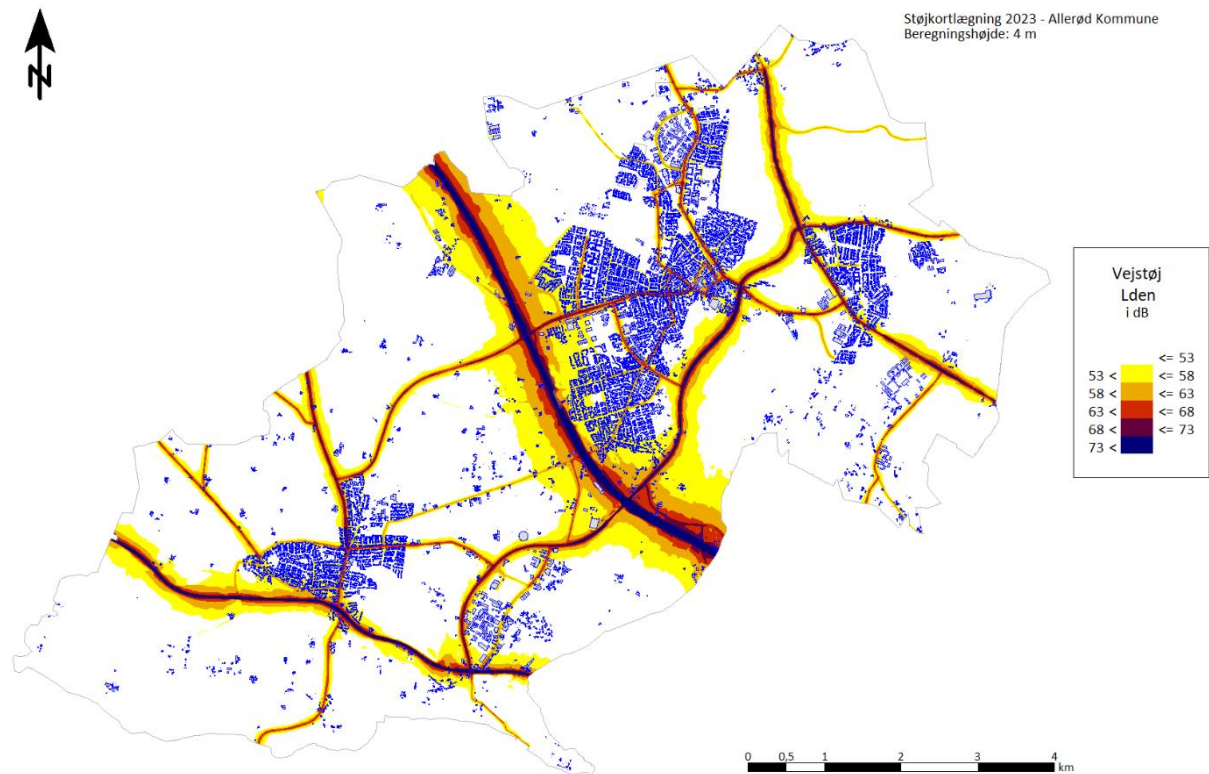 Støjkortlægning 2023 - Allerød Kommune
Beregningshøjde: 4 m
N
Vejstøj
Lden
i dB
<= 53
53 < <= 58
58 < <= 63
63 < <= 68
68 < <= 73
73 <
0 0,5 1 2 3 4
km